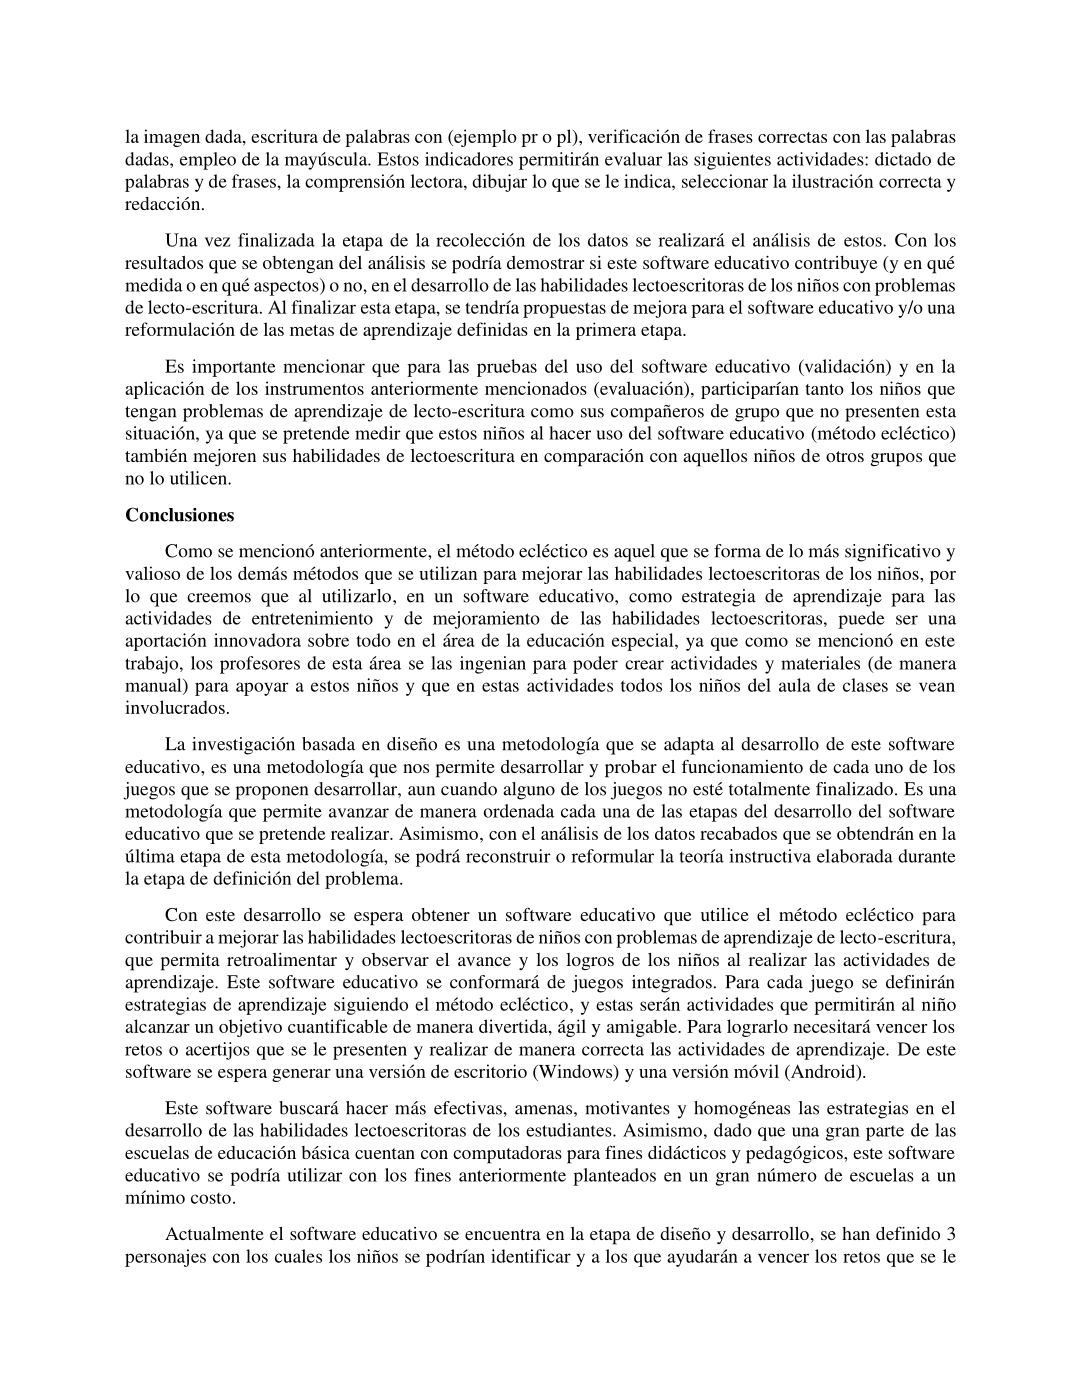 la imagen dada, escritura de palabras con (ejemplo pr o pl), verificación de frases correctas con las palabras
dadas, empleo de la mayúscula. Estos indicadores permitirán evaluar las siguientes actividades: dictado de
palabras y de frases, la comprensión lectora, dibujar lo que se le indica, seleccionar la ilustración correcta y
redacción.
Una vez finalizada la etapa de la recolección de los datos se realizará el análisis de estos. Con los
resultados que se obtengan del análisis se podría demostrar si este software educativo contribuye (y en qué
medida o en qué aspectos) o no, en el desarrollo de las habilidades lectoescritoras de los niños con problemas
de lecto-escritura. Al finalizar esta etapa, se tendría propuestas de mejora para el software educativo y/o una
reformulación de las metas de aprendizaje definidas en la primera etapa.
Es importante mencionar que para las pruebas del uso del software educativo (validación) y en la
aplicación de los instrumentos anteriormente mencionados (evaluación), participarían tanto los niños que
tengan problemas de aprendizaje de lecto-escritura como sus compañeros de grupo que no presenten esta
situación, ya que se pretende medir que estos niños al hacer uso del software educativo (método ecléctico)
también mejoren sus habilidades de lectoescritura en comparación con aquellos niños de otros grupos que
no lo utilicen.
Conclusiones
Como se mencionó anteriormente, el método ecléctico es aquel que se forma de lo más significativo y
valioso de los demás métodos que se utilizan para mejorar las habilidades lectoescritoras de los niños, por
lo que creemos que al utilizarlo, en un software educativo, como estrategia de aprendizaje para las
actividades de entretenimiento y de mejoramiento de las habilidades lectoescritoras, puede ser una
aportación innovadora sobre todo en el área de la educación especial, ya que como se mencionó en este
trabajo, los profesores de esta área se las ingenian para poder crear actividades y materiales (de manera
manual) para apoyar a estos niños y que en estas actividades todos los niños del aula de clases se vean
involucrados.
La investigación basada en diseño es una metodología que se adapta al desarrollo de este software
educativo, es una metodología que nos permite desarrollar y probar el funcionamiento de cada uno de los
juegos que se proponen desarrollar, aun cuando alguno de los juegos no esté totalmente finalizado. Es una
metodología que permite avanzar de manera ordenada cada una de las etapas del desarrollo del software
educativo que se pretende realizar. Asimismo, con el análisis de los datos recabados que se obtendrán en la
última etapa de esta metodología, se podrá reconstruir o reformular la teoría instructiva elaborada durante
la etapa de definición del problema.
Con este desarrollo se espera obtener un software educativo que utilice el método ecléctico para
contribuir a mejorar las habilidades lectoescritoras de niños con problemas de aprendizaje de lecto-escritura,
que permita retroalimentar y observar el avance y los logros de los niños al realizar las actividades de
aprendizaje. Este software educativo se conformará de juegos integrados. Para cada juego se definirán
estrategias de aprendizaje siguiendo el método ecléctico, y estas serán actividades que permitirán al niño
alcanzar un objetivo cuantificable de manera divertida, ágil y amigable. Para lograrlo necesitará vencer los
retos o acertijos que se le presenten y realizar de manera correcta las actividades de aprendizaje. De este
software se espera generar una versión de escritorio (Windows) y una versión móvil (Android).
Este software buscará hacer más efectivas, amenas, motivantes y homogéneas las estrategias en el
desarrollo de las habilidades lectoescritoras de los estudiantes. Asimismo, dado que una gran parte de las
escuelas de educación básica cuentan con computadoras para fines didácticos y pedagógicos, este software
educativo se podría utilizar con los fines anteriormente planteados en un gran número de escuelas a un
mínimo costo.
Actualmente el software educativo se encuentra en la etapa de diseño y desarrollo, se han definido 3
personajes con los cuales los niños se podrían identificar y a los que ayudarán a vencer los retos que se le